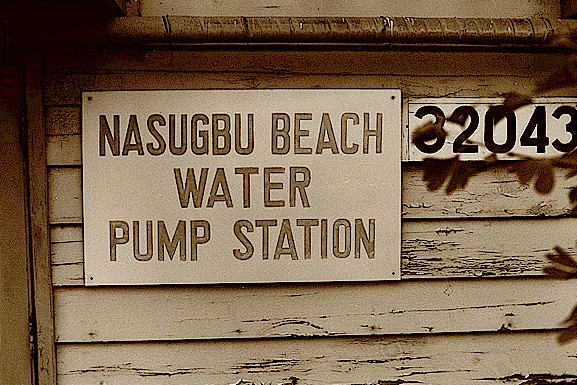 NASUGBU BEACH
WATER
PUMP STATION
32043